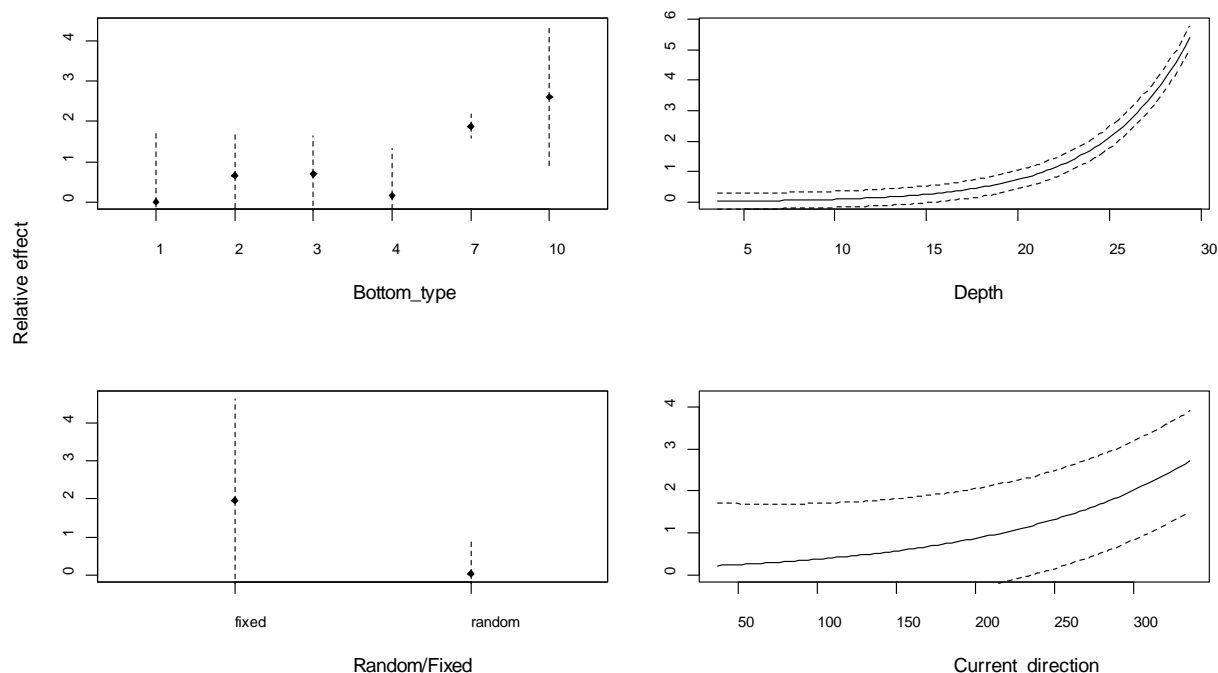 Relative effect
4
3
2
1
0
1 2 3 4 7 10
Bottom_type
6
5
4
3
2
1
0
5 10 15 20 25 30
Depth
4
3
2
1
0
fixed random
Random/Fixed
4
3
2
1
0
50 100 150 200 250 300
Current direction